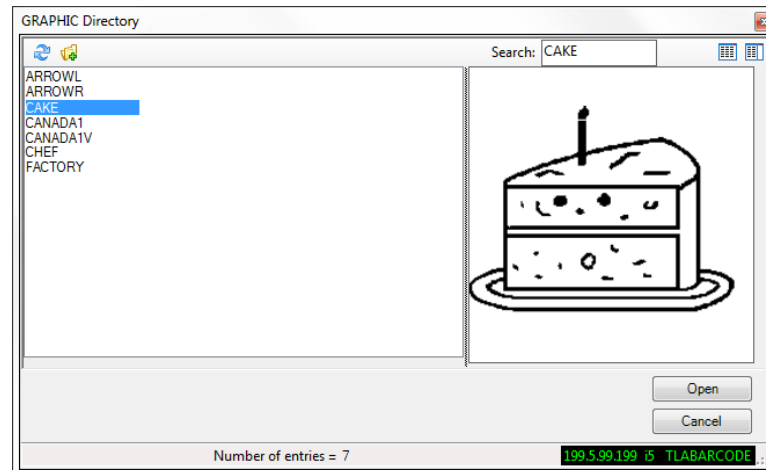 GRAPHIC Directory
Search: CAKE
ARROWL
ARROWR
CAKE
CANADA1
CANADA1V
CHEF
FACTORY
Open
Cancel
Number of entries = 7
199.5.99.199 i5 TLABARCODE